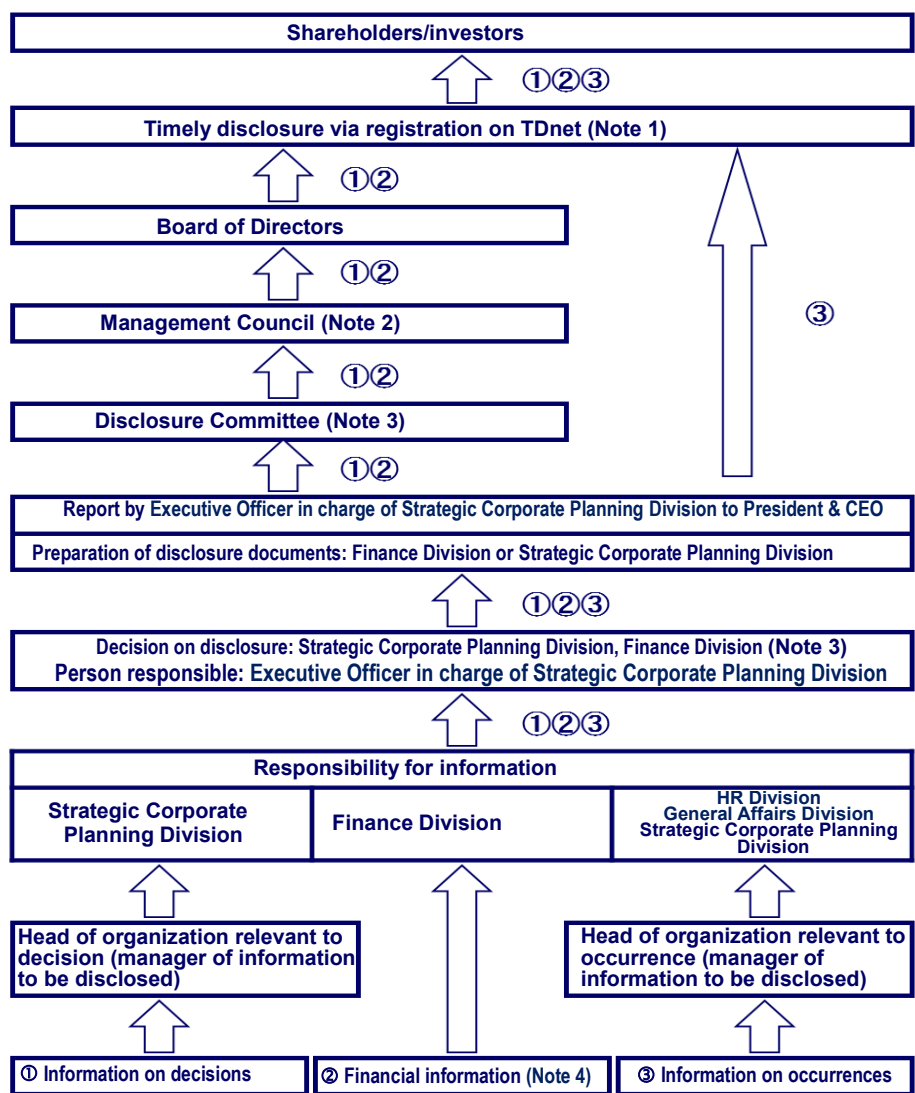 Shareholders/investors
①②③
Timely disclosure via registration on TDnet (Note 1)
①②
Board of Directors
①②
③
Management Council (Note 2)
①②
Disclosure Committee (Note 3)
①②
Report by Executive Officer in charge of Strategic Corporate Planning Division to President & CEO
Preparation of disclosure documents: Finance Division or Strategic Corporate Planning Division
①②③
Decision on disclosure: Strategic Corporate Planning Division, Finance Division (Note 3)
Person responsible: Executive Officer in charge of Strategic Corporate Planning Division
①②③
Responsibility for information
Strategic Corporate
Planning Division
Finance Division
HR Division
General Affairs Division
Strategic Corporate Planning
Division
Head of organization relevant to
decision (manager of information
to be disclosed)
Head of organization relevant to
occurrence (manager of
information to be disclosed)
① Information on decisions
② Financial information (Note 4)
③ Information on occurrences